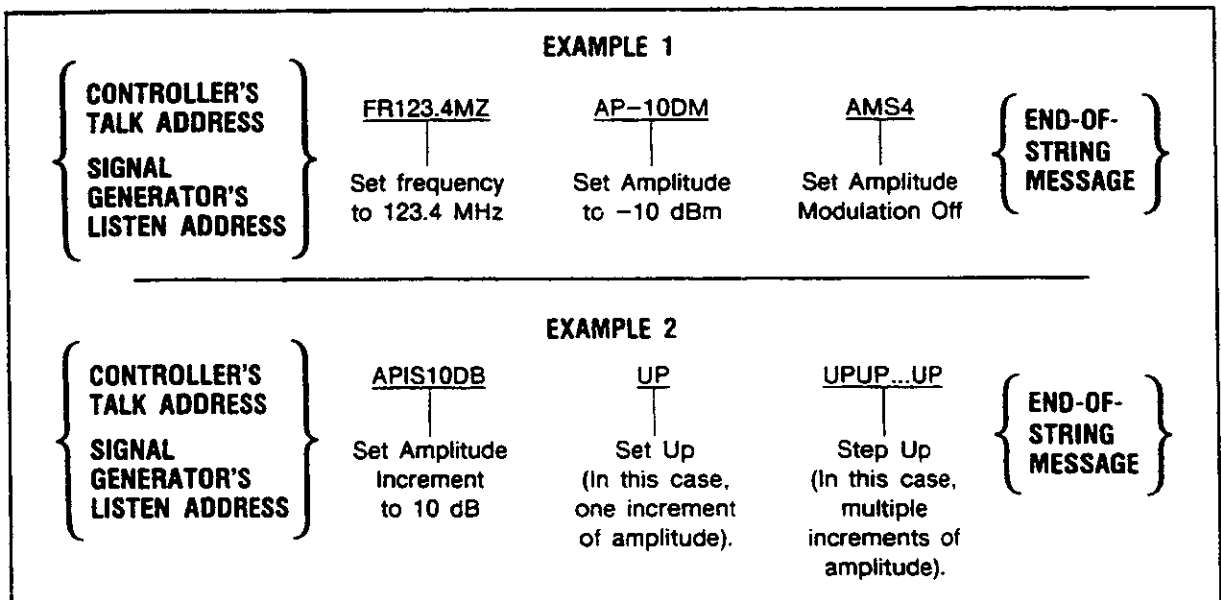 EXAMPLE 1
CONTROLLER'S
TALK ADDRESS
SIGNAL
GENERATOR'S
LISTEN ADDRESS
FR123.4MZ
Set frequency
to 123.4 MHz
AP–10DM
Set Amplitude
to –10 dBm
AMS4
Set Amplitude
Modulation Off
END-OF-
STRING
MESSAGE
EXAMPLE 2
CONTROLLER'S
TALK ADDRESS
SIGNAL
GENERATOR'S
LISTEN ADDRESS
APIS10DB
Set Amplitude
Increment
to 10 dB
UP
Set Up
(In this case,
one increment
of amplitude).
UPUP...UP
Step Up
(In this case,
multiple
increments of
amplitude).
END-OF-
STRING
MESSAGE